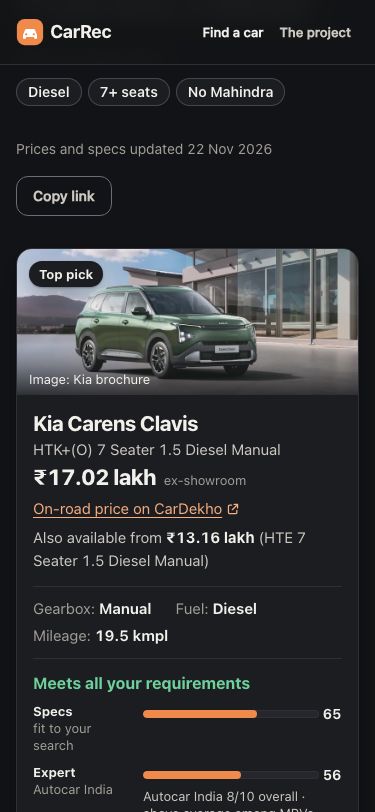 CarRec
Find a car
The project
Diesel
7+ seats
No Mahindra
Prices and specs updated 22 Nov 2026
Copy link
Top pick
Image: Kia brochure
Kia Carens Clavis
HTK+(O) 7 Seater 1.5 Diesel Manual
₹17.02 lakh ex-showroom
On-road price on CarDekho
Also available from ₹13.16 lakh (HTE 7
Seater 1.5 Diesel Manual)
Gearbox: Manual Fuel: Diesel
Mileage: 19.5 kmpl
Meets all your requirements
Specs
fit to your
search
65
Expert
Autocar India
56
Autocar India 8/10 overall ·
above average among MPVs